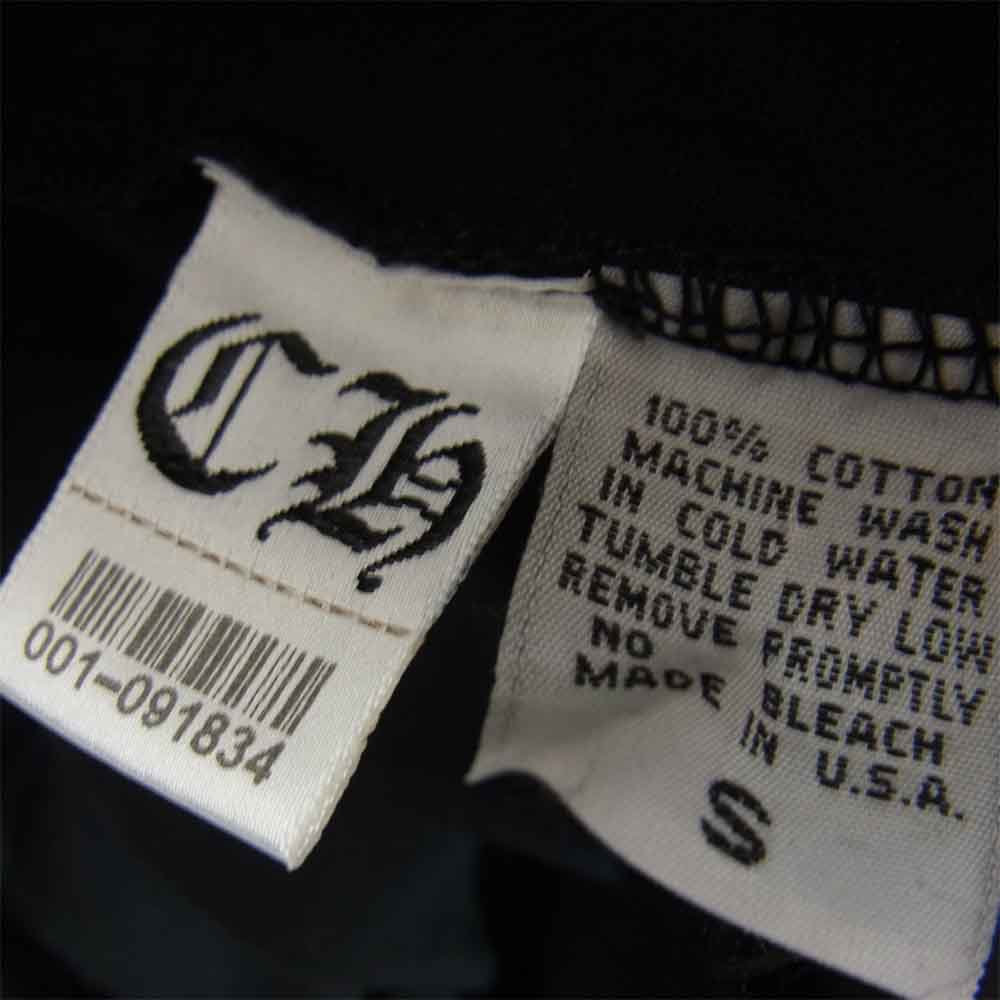 CH
001-091834
100% COTTON
MACHINE WASH
IN COLD WATER
TUMBLE DRY LOW
REMOVE PROMPTLY
NO BLEACH
MADE IN U.S.A.
S